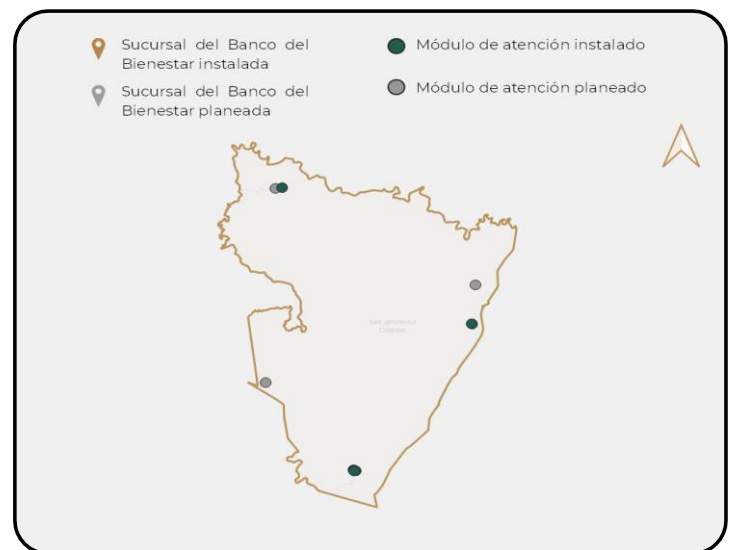 Sucursal del Banco del
Bienestar instalada
Sucursal del Banco del
Bienestar planeada
Módulo de atención instalado
Módulo de atención planeado